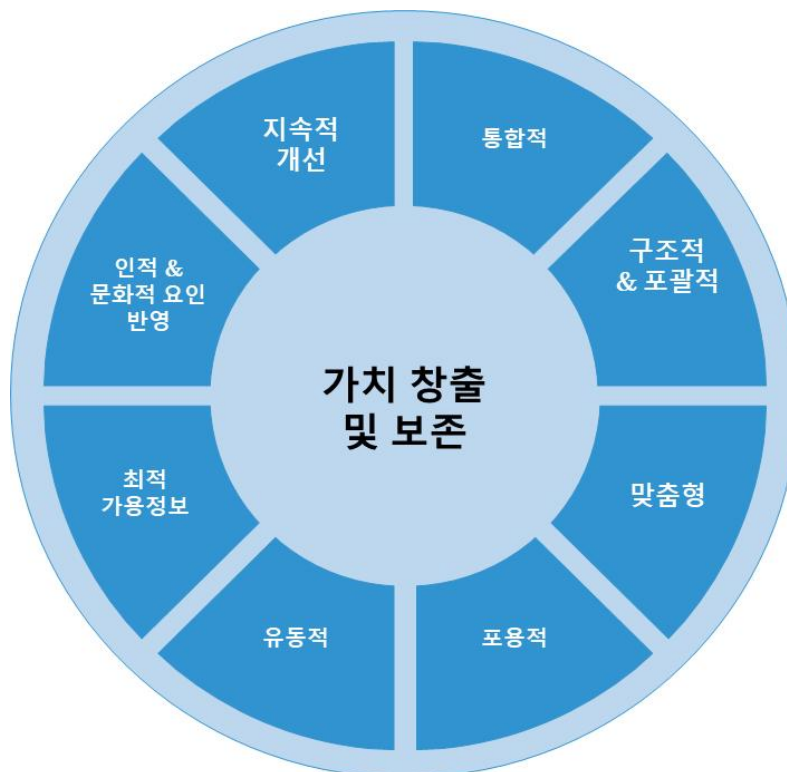 지속적
개선
통합적
구조적
& 포괄적
맞춤형
포용적
유동적
최적
가용정보
인적 &
문화적 요인
반영
가치 창출
및 보존